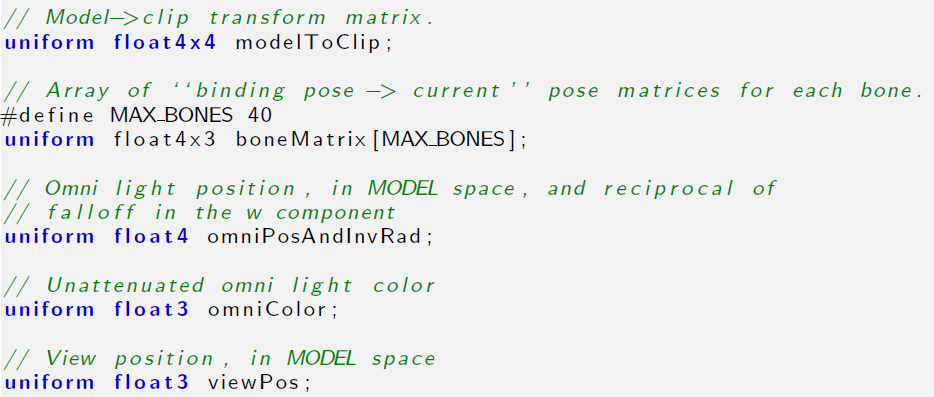 // Model->clip transform matrix.
uniform float4x4 modelToClip;
// Array of ‘‘binding pose -> current’’ pose matrices for each bone.
#define MAX_BONES 40
uniform float4x3 boneMatrix[MAX_BONES];
// Omni light position, in MODEL space, and reciprocal of
// falloff in the w component
uniform float4 omniPosAndInvRad;
// Unattenuated omni light color
uniform float3 omniColor;
// View position, in MODEL space
uniform float3 viewPos;